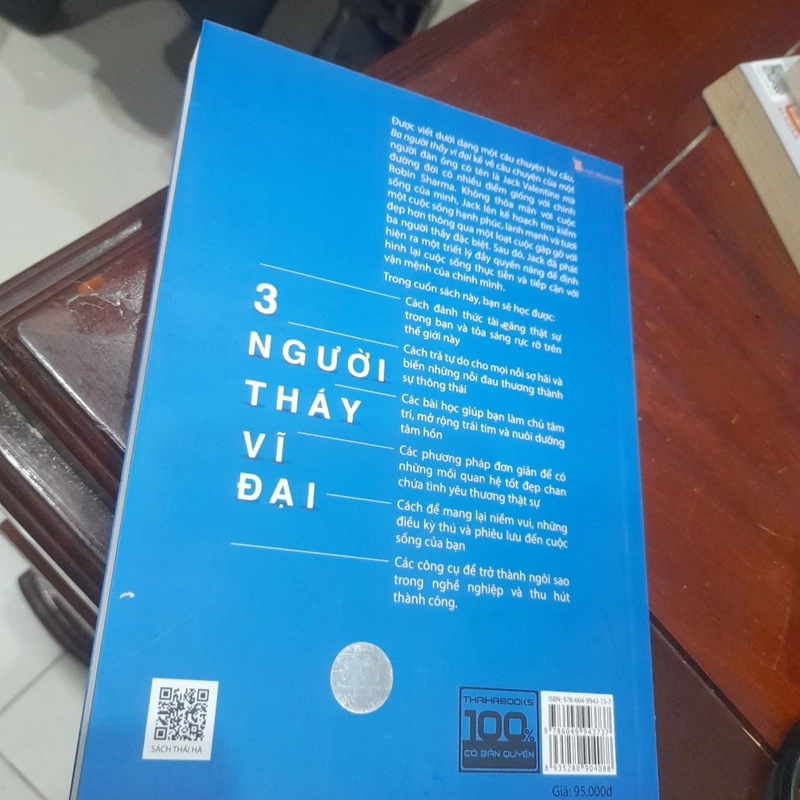 Được viết dưới dạng một câu chuyện hư cấu,
Ba người thầy vĩ đại kể về câu chuyện của một
người đàn ông có tên là Jack Valentine mà
đường đời có nhiều điểm giống với chính
Robin Sharma. Không thỏa mãn với cuộc
sống của mình, Jack lên kế hoạch tìm kiếm
một cuộc sống hạnh phúc, lành mạnh và tươi
đẹp hơn thông qua một loạt cuộc gặp gỡ với
ba người thầy đặc biệt. Sau đó, Jack đã phát
hiện ra một triết lý đầy quyền năng để định
hình lại cuộc sống thực tiễn và tiếp cận với
vận mệnh của chính mình.
Trong cuốn sách này, bạn sẽ học được:
Cách đánh thức tài năng thật sự
trong bạn và tỏa sáng rực rỡ trên
thế giới này
Cách trả tự do cho mọi nỗi sợ hãi và
biến những nỗi đau thương thành
sự thông thái
Các bài học giúp bạn làm chủ tâm
trí, mở rộng trái tim và nuôi dưỡng
tâm hồn
Các phương pháp đơn giản để có
những mối quan hệ tốt đẹp chan
chứa tình yêu thương thật sự
Cách để mang lại niềm vui, những
điều kỳ thú và phiêu lưu đến cuộc
sống của bạn
Các công cụ để trở thành ngôi sao
trong nghề nghiệp và thu hút
thành công.
3
NGƯỜI
THẦY
VĨ
ĐẠI
SÁCH THÁI HÀ
THAIHABOOKS
100%
CÓ BẢN QUYỀN
ISBN: 978-604-9943-73-7
9 786049 943737
8 935280 904088
Giá: 95.000đ